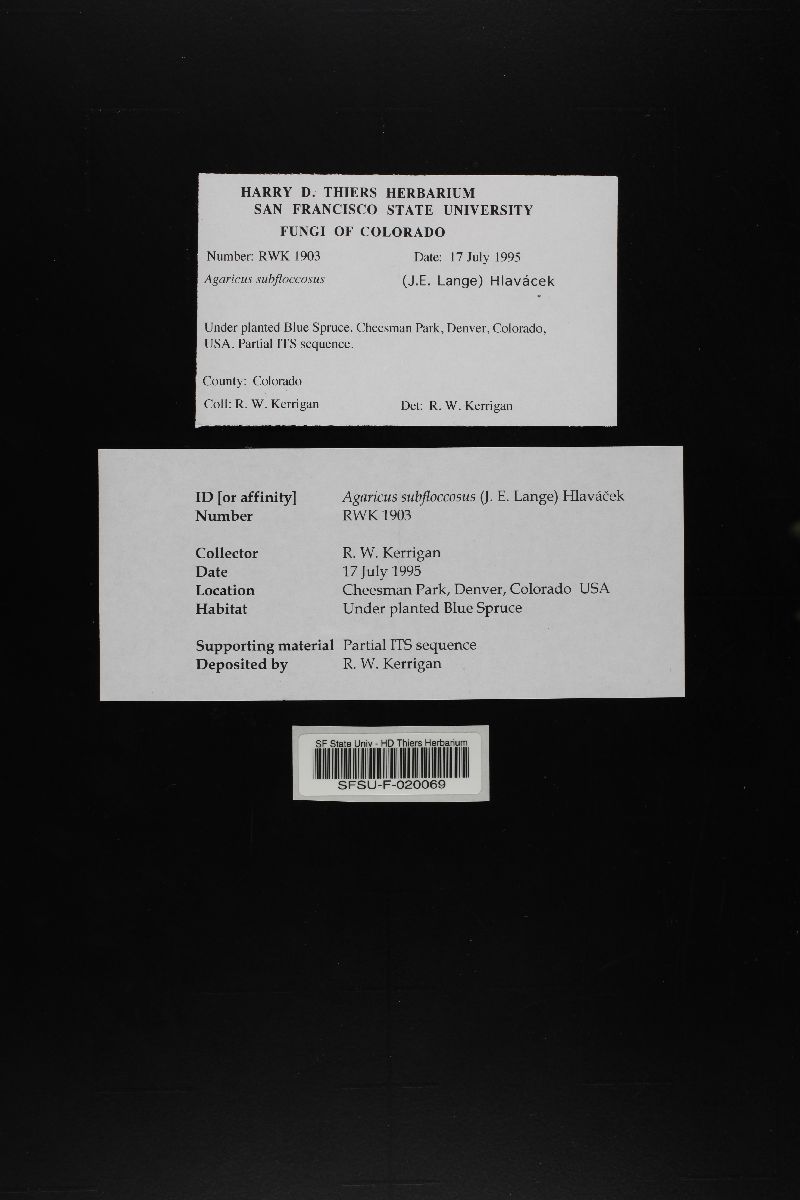 HARRY D. THIERS HERBARIUM
SAN FRANCISCO STATE UNIVERSITY
FUNGI OF COLORADO
Number: RWK 1903 Date: 17 July 1995
Agaricus subfloccosus (J.E. Lange) Hlavácek
Under planted Blue Spruce. Cheesman Park, Denver, Colorado,
USA. Partial ITS sequence.
County: Colorado
Coll: R. W. Kerrigan Det: R. W. Kerrigan
ID [or affinity] Agaricus subfloccosus (J. E. Lange) Hlaváček
Number RWK 1903
Collector R. W. Kerrigan
Date 17 July 1995
Location Cheesman Park, Denver, Colorado USA
Habitat Under planted Blue Spruce
Supporting material Partial ITS sequence
Deposited by R. W. Kerrigan
SF State Univ - HD Thiers Herbarium
SFSU-F-020069